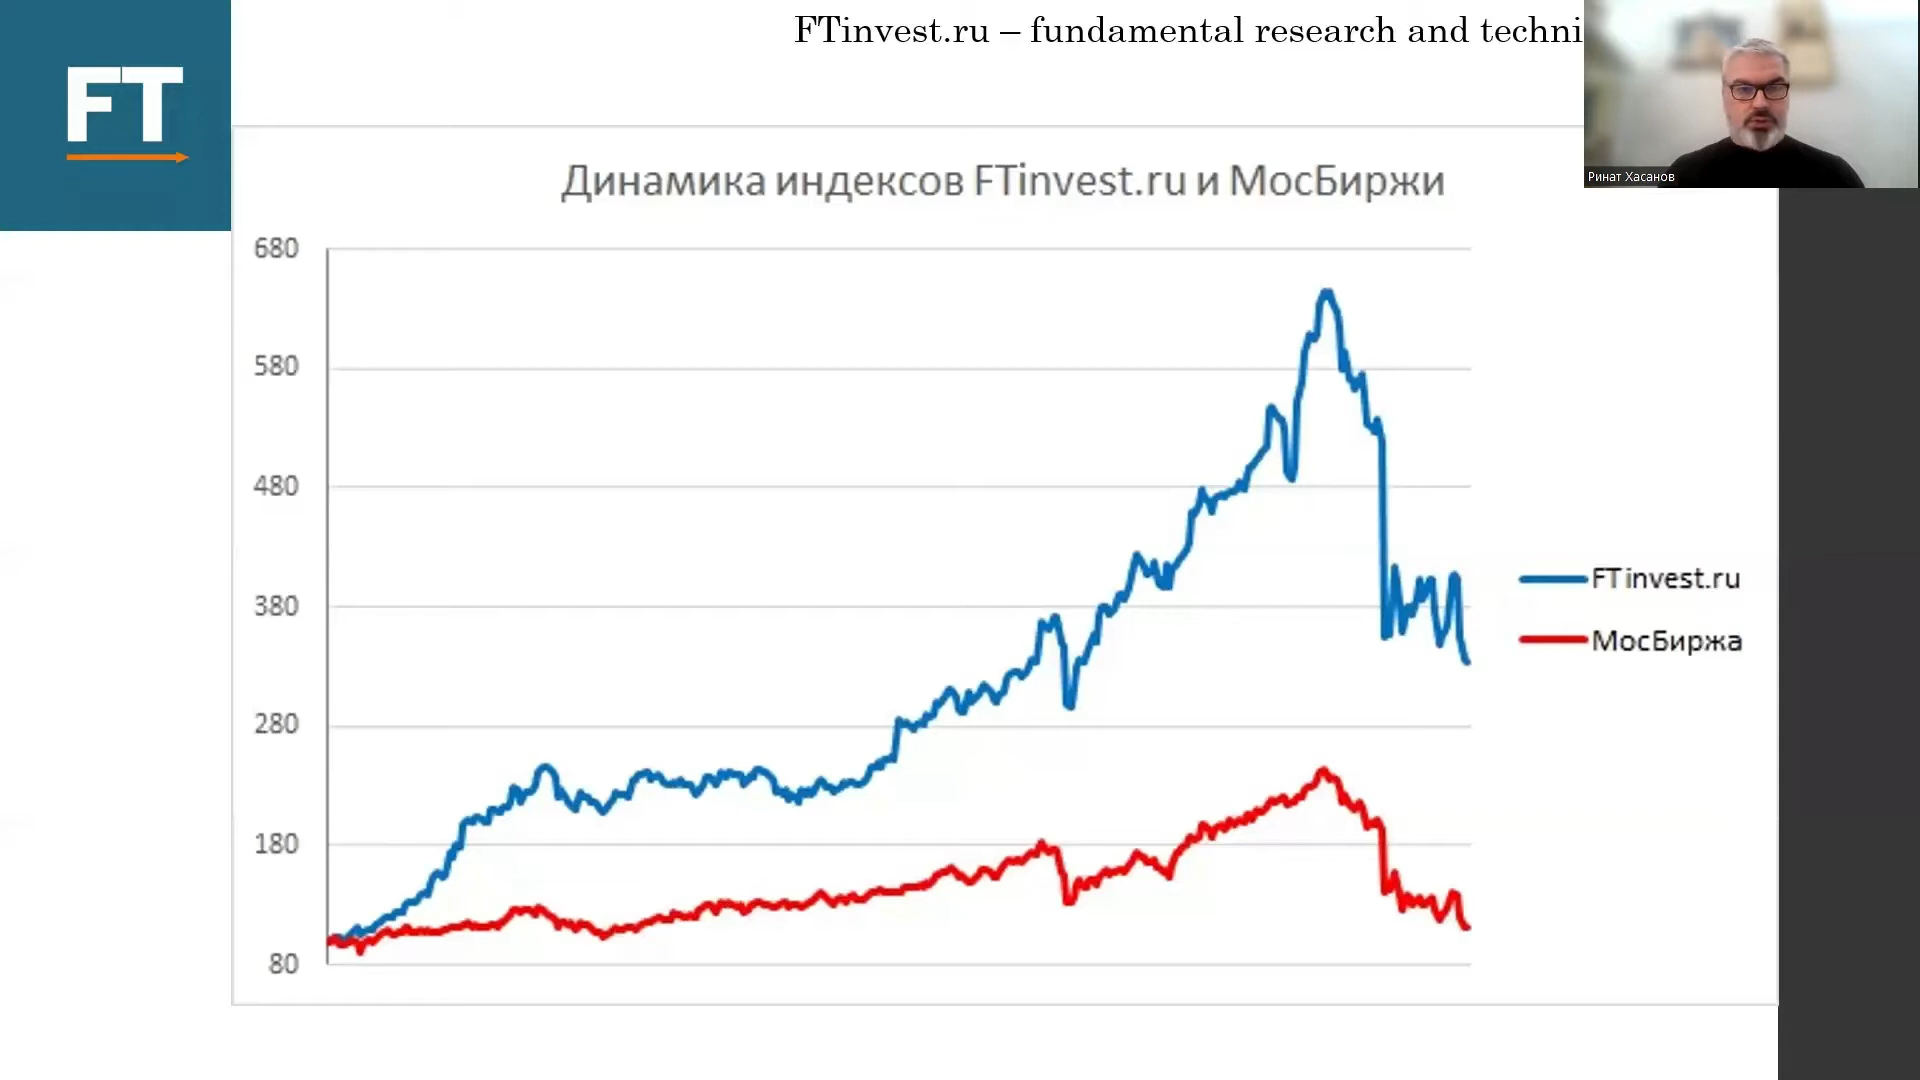 FTinvest.ru – fundamental research and techni
FT
Ринат Хасанов
Динамика индексов FTinvest.ru и МосБиржи
680
580
480
380
280
180
80
FTinvest.ru
МосБиржа